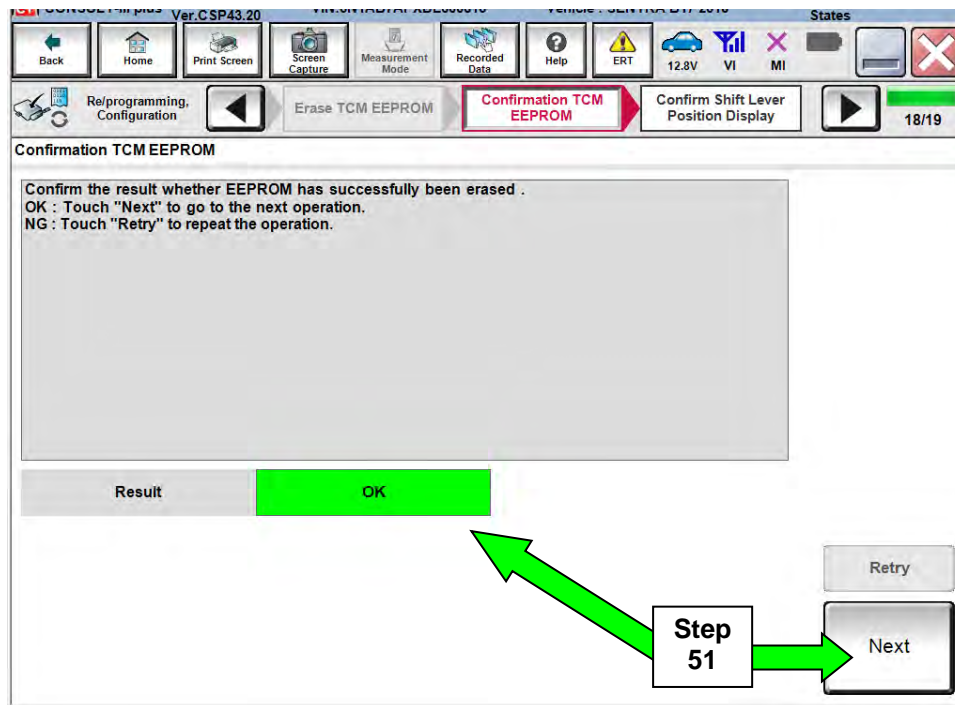 Ver.CSP43.20
States
Back
Home
Print Screen
Screen
Capture
Measurement
Mode
Recorded
Data
Help
ERT
12.8V
VI
MI
Re/programming,
Configuration
Erase TCM EEPROM
Confirmation TCM
EEPROM
Confirm Shift Lever
Position Display
18/19
Confirmation TCM EEPROM
Confirm the result whether EEPROM has successfully been erased .
OK : Touch "Next" to go to the next operation.
NG : Touch "Retry" to repeat the operation.
Result
OK
Retry
Step
51
Next